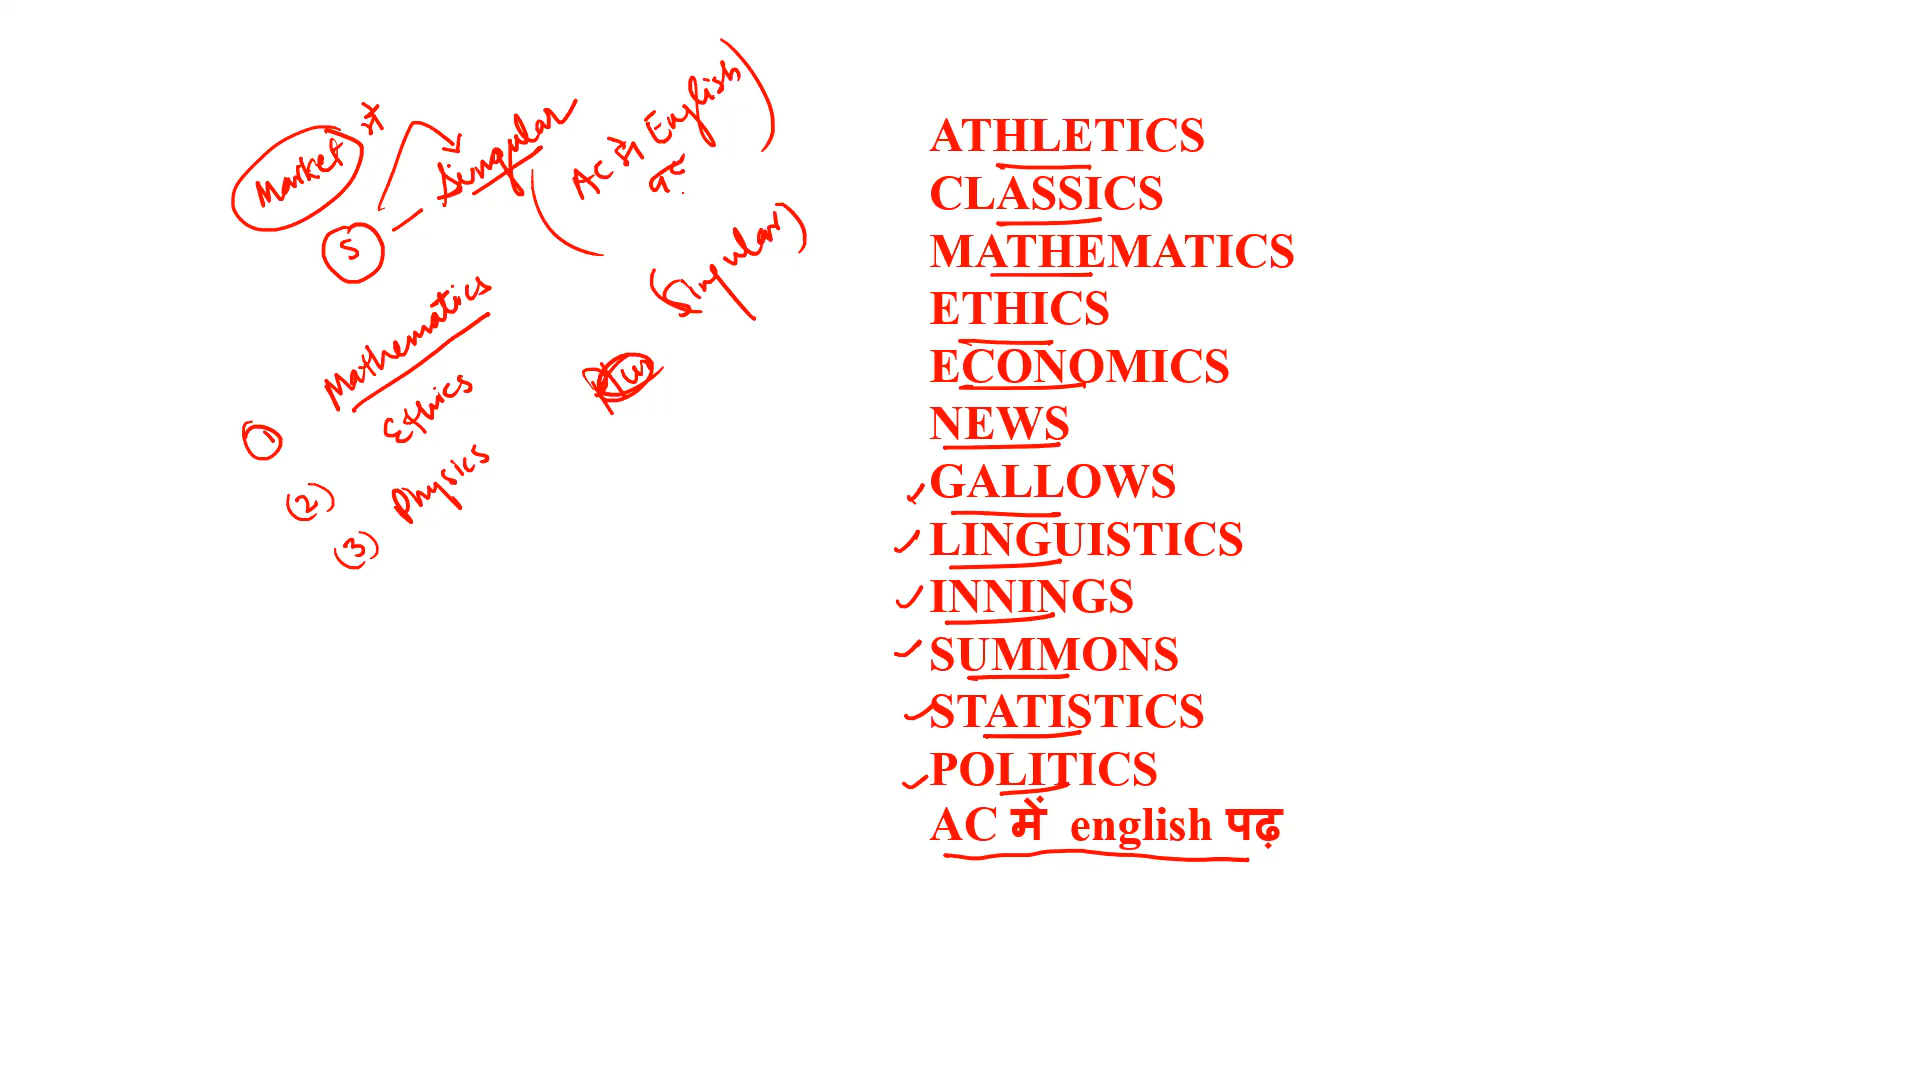 Market में
S - Singular
(AC में English
पढ़
(Singular)
Mathematics
Ethics
Physics
①
(2)
(3)
ATHLETICS
CLASSICS
MATHEMATICS
ETHICS
ECONOMICS
NEWS
GALLOWS
LINGUISTICS
INNINGS
SUMMONS
STATISTICS
POLITICS
AC में english पढ़